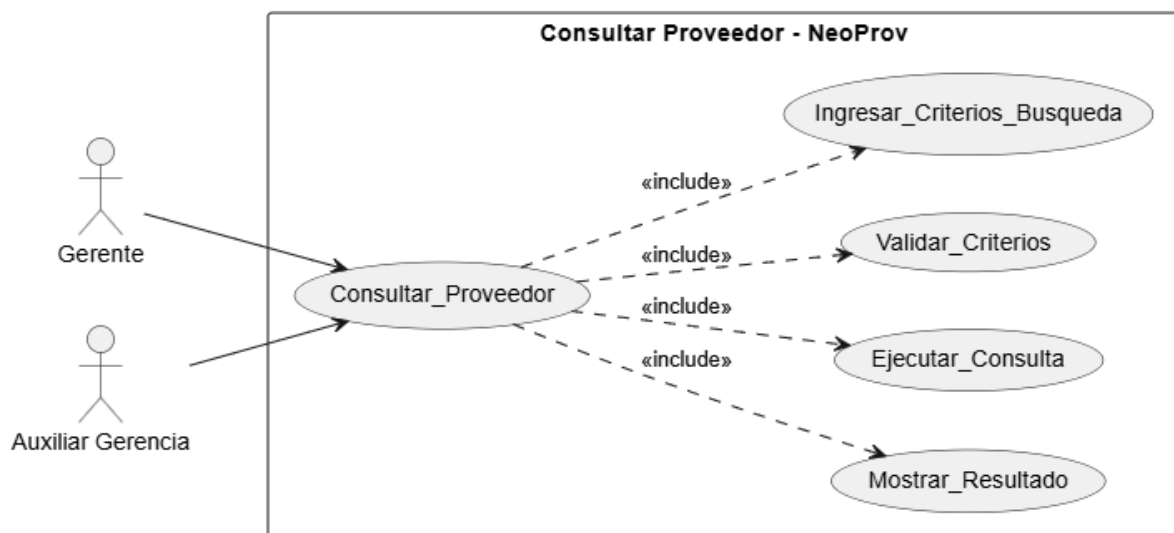 Consultar Proveedor - NeoProv
Ingresar_Criterios_Busqueda
«include»
Gerente
«include»
Validar_Criterios
Consultar_Proveedor
«include»
Ejecutar_Consulta
«include»
Auxiliar Gerencia
Mostrar_Resultado